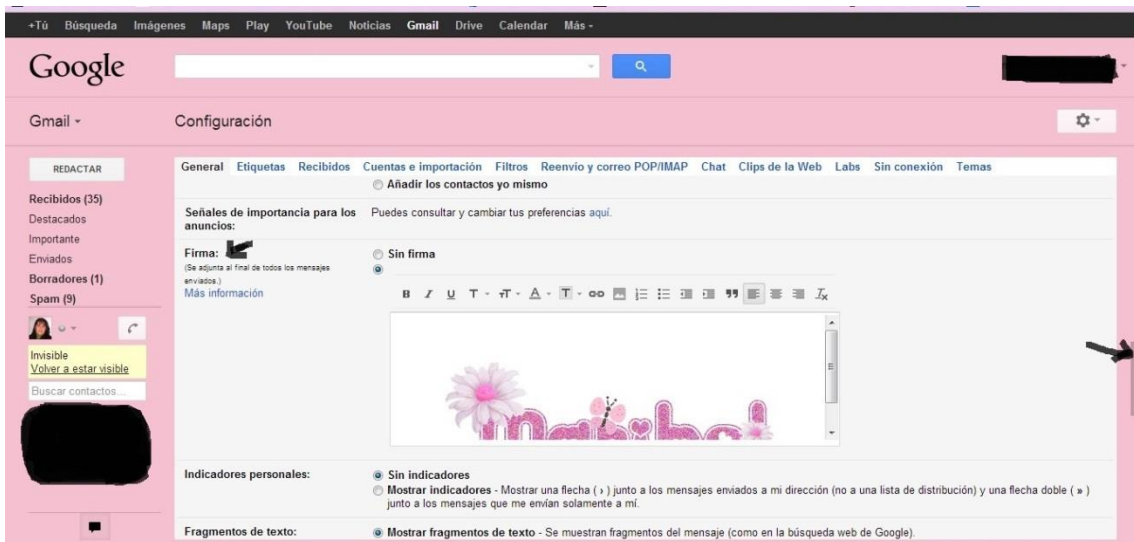 +Tú Búsqueda Imágenes Maps Play YouTube Noticias Gmail Drive Calendar Más
Google
Gmail
Configuración
REDACTAR
Recibidos (35)
Destacados
Importante
Enviados
Borradores (1)
Spam (9)
Invisible
Volver a estar visible
Buscar contactos...
General Etiquetas Recibidos Cuentas e importación Filtros Reenvío y correo POP/IMAP Chat Clips de la Web Labs Sin conexión Temas
Añadir los contactos yo mismo
Señales de importancia para los anuncios:
Puedes consultar y cambiar tus preferencias aquí.
Firma:
(Se adjunta al final de todos los mensajes
enviados.)
Más información
Sin firma
B I U T T A T
Maribel
Indicadores personales:
Sin indicadores
Mostrar indicadores - Mostrar una flecha ( › ) junto a los mensajes enviados a mi dirección (no a una lista de distribución) y una flecha doble ( » )
junto a los mensajes que me envían solamente a mí.
Fragmentos de texto:
Mostrar fragmentos de texto - Se muestran fragmentos del mensaje (como en la búsqueda web de Google).